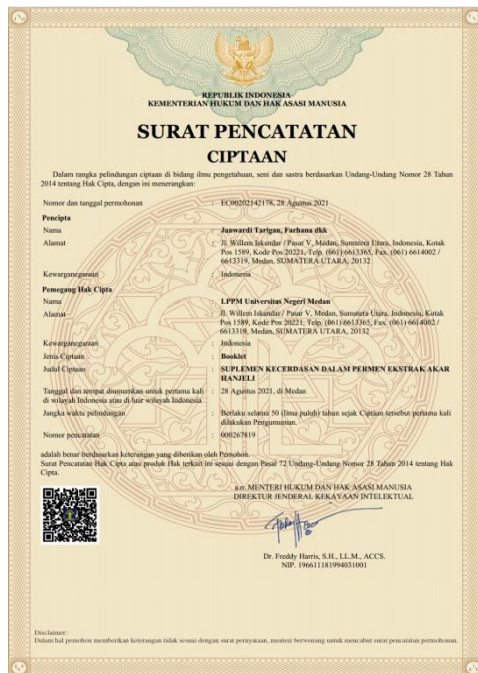 REPUBLIK INDONESIA
KEMENTERIAN HUKUM DAN HAK ASASI MANUSIA
SURAT PENCATATAN
CIPTAAN
Dalam rangka pelindungan ciptaan di bidang ilmu pengetahuan, seni dan sastra berdasarkan Undang-Undang Nomor 28 Tahun
2014 tentang Hak Cipta, dengan ini menerangkan:
Nomor dan tanggal permohonan : EC00202142178, 28 Agustus 2021
Pencipta
Nama : Janwardi Tarigan, Farhana dkk
Alamat : Jl. Willem Iskandar / Pasar V, Medan, Sumatera Utara, Indonesia, Kotak
Pos 1589, Kode Pos 20221, Telp. (061) 6613365, Fax. (061) 6614002 /
6613319, Medan, SUMATERA UTARA, 20132
Kewarganegaraan : Indonesia
Pemegang Hak Cipta
Nama : LPPM Universitas Negeri Medan
Alamat : Jl. Willem Iskandar / Pasar V, Medan, Sumatera Utara, Indonesia, Kotak
Pos 1589, Kode Pos 20221, Telp. (061) 6613365, Fax. (061) 6614002 /
6613319, Medan, SUMATERA UTARA, 20132
Kewarganegaraan : Indonesia
Jenis Ciptaan : Booklet
Judul Ciptaan : SUPLEMEN KECERDASAN DALAM PERMEN EKSTRAK AKAR
HANJELI
Tanggal dan tempat diumumkan untuk pertama kali : 28 Agustus 2021, di Medan
di wilayah Indonesia atau di luar wilayah Indonesia
Jangka waktu pelindungan : Berlaku selama 50 (lima puluh) tahun sejak Ciptaan tersebut pertama kali
dilakukan Pengumuman.
Nomor pencatatan : 000267819
adalah benar berdasarkan keterangan yang diberikan oleh Pemohon.
Surat Pencatatan Hak Cipta atau produk Hak terkait ini sesuai dengan Pasal 72 Undang-Undang Nomor 28 Tahun 2014 tentang Hak
Cipta.
a.n. MENTERI HUKUM DAN HAK ASASI MANUSIA
DIREKTUR JENDERAL KEKAYAAN INTELEKTUAL
Dr. Freddy Harris, S.H., LL.M., ACCS.
NIP. 196611181994031001
Disclaimer:
Dalam hal pemohon memberikan keterangan tidak sesuai dengan surat pernyataan, menteri berwenang untuk mencabut surat pencatatan permohonan.